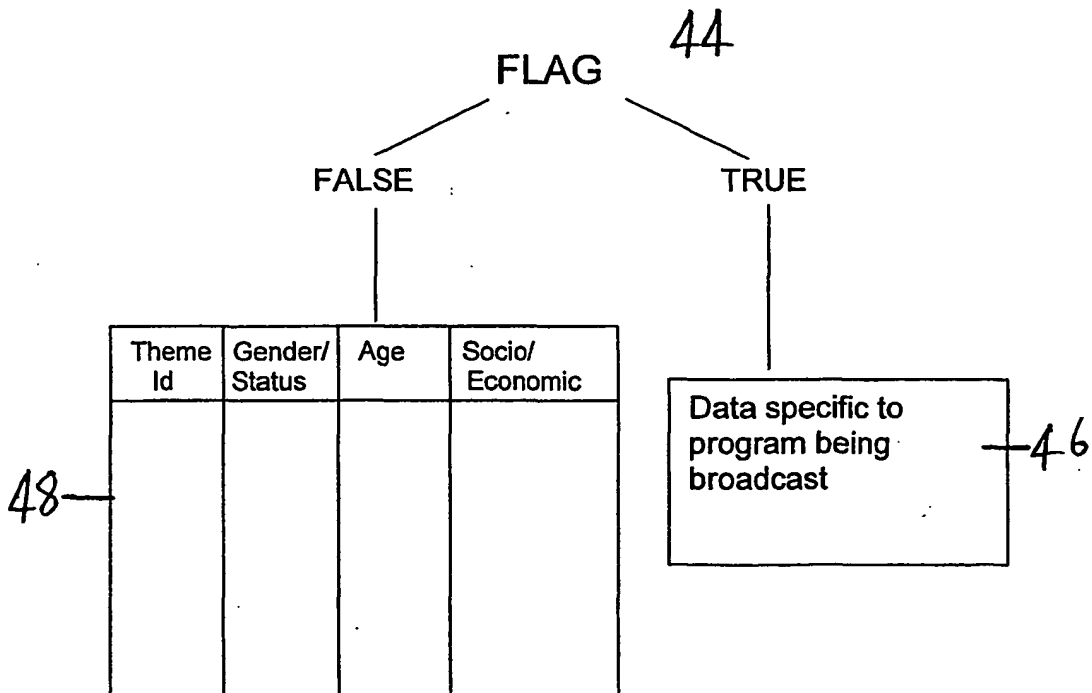 44
FLAG
FALSE
TRUE
Theme Id
Gender/ Status
Age
Socio/ Economic
Data specific to
program being
broadcast
46
48